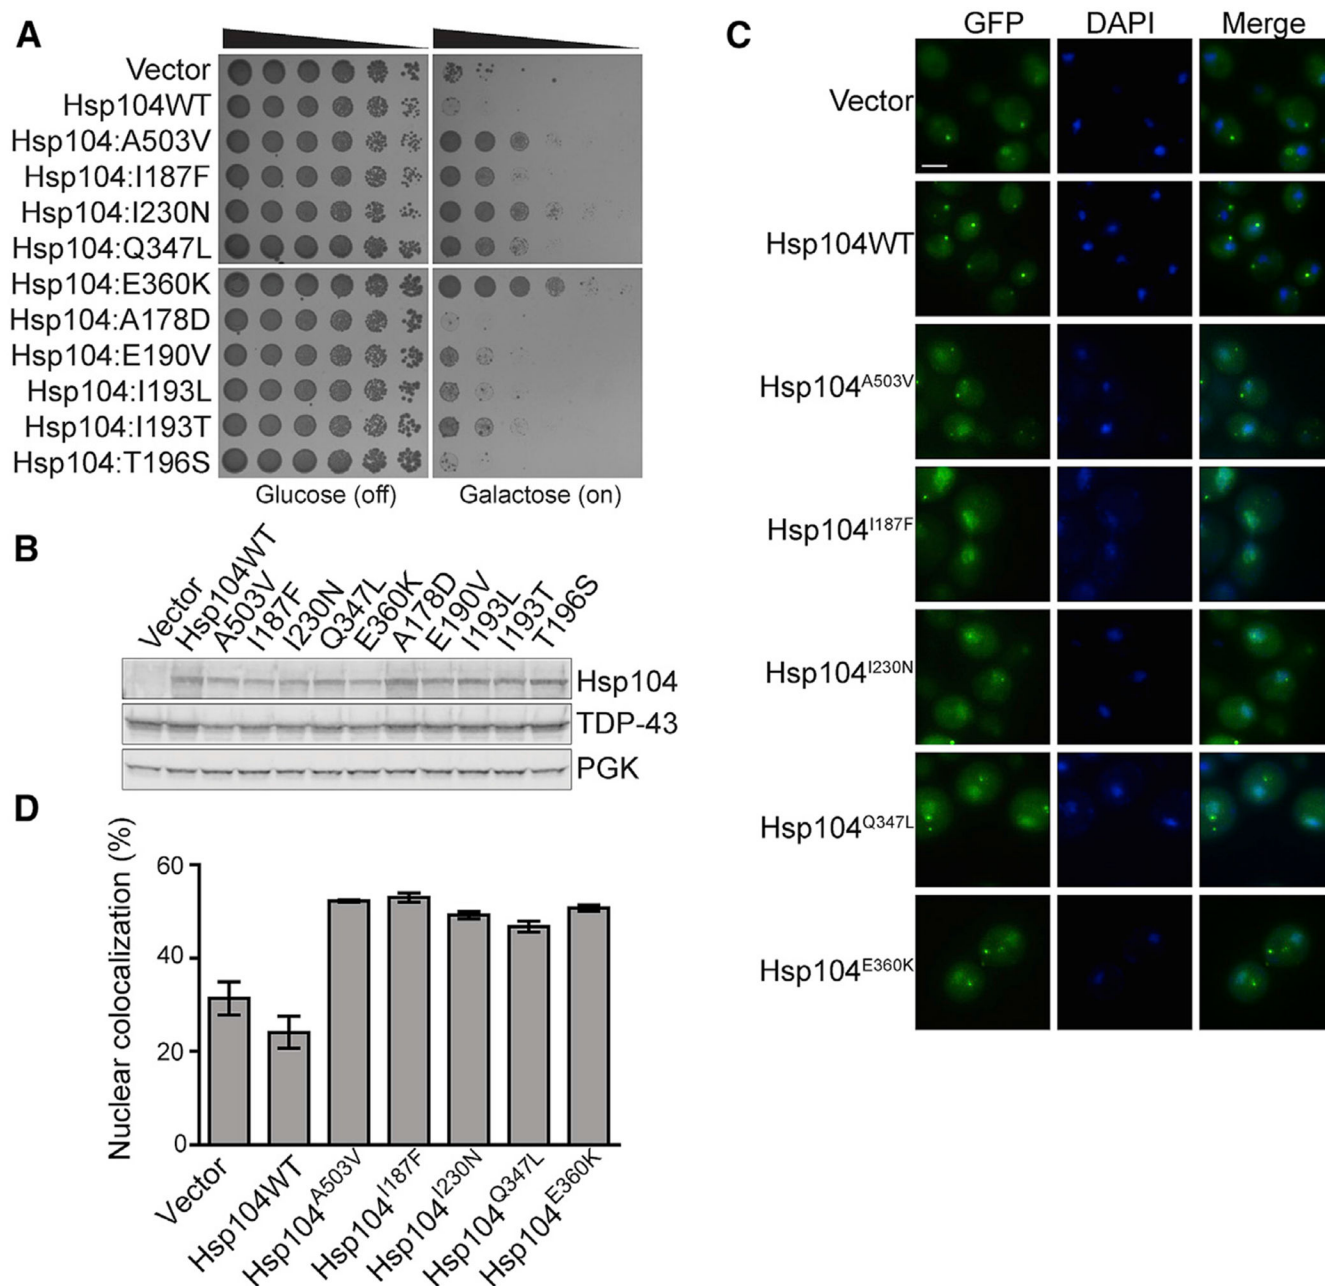 A
Vector
Hsp104WT
Hsp104:A503V
Hsp104:I187F
Hsp104:I230N
Hsp104:Q347L
Hsp104:E360K
Hsp104:A178D
Hsp104:E190V
Hsp104:I193L
Hsp104:I193T
Hsp104:T196S
Glucose (off) Galactose (on)
B
Vector Hsp104WT A503V I187F I230N Q347L E360K A178D E190V I193L I193T T196S
Hsp104
TDP-43
PGK
D
Nuclear colocalization (%)
60
40
20
0
Vector Hsp104WT Hsp104A503V Hsp104I187F Hsp104I230N Hsp104Q347L Hsp104E360K
C
GFP DAPI Merge
Vector
Hsp104WT
Hsp104A503V
Hsp104I187F
Hsp104I230N
Hsp104Q347L
Hsp104E360K